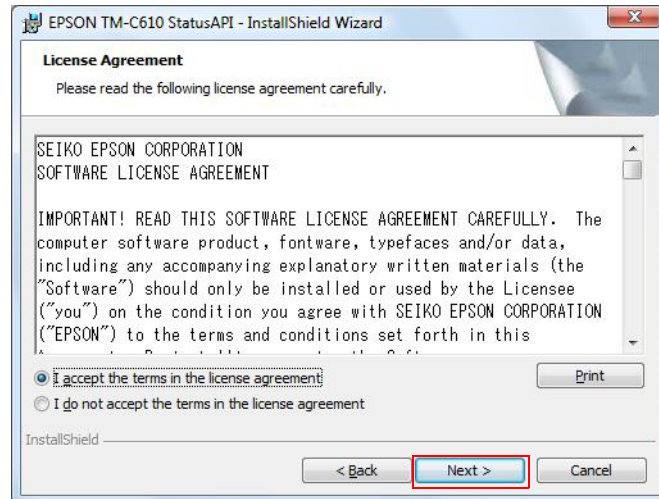 EPSON TM-C610 StatusAPI - InstallShield Wizard
License Agreement
Please read the following license agreement carefully.
SEIKO EPSON CORPORATION
SOFTWARE LICENSE AGREEMENT
IMPORTANT! READ THIS SOFTWARE LICENSE AGREEMENT CAREFULLY. The
computer software product, fontware, typefaces and/or data,
including any accompanying explanatory written materials (the
"Software") should only be installed or used by the Licensee
("you") on the condition you agree with SEIKO EPSON CORPORATION
("EPSON") to the terms and conditions set forth in this
I accept the terms in the license agreement
Print
I do not accept the terms in the license agreement
InstallShield
< Back
Next >
Cancel